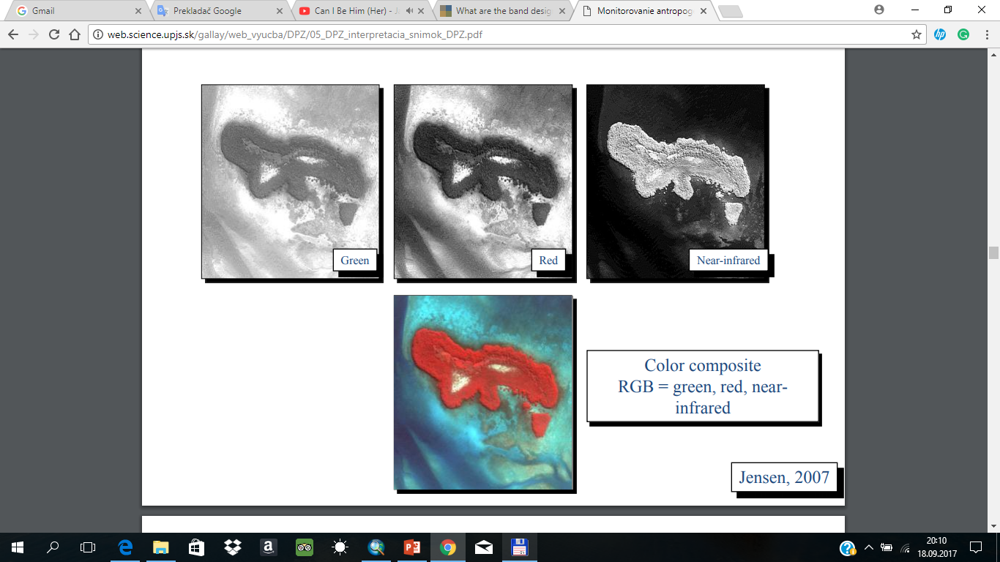 Gmail
Prekladač Google
Can I Be Him (Her) - J
What are the band desig
Monitorovanie antropog
web.science.upjs.sk/gallay/web_vyucba/DPZ/05_DPZ_interpretacia_snimok_DPZ.pdf
Green
Red
Near-infrared
Color composite
RGB = green, red, near-
infrared
Jensen, 2007
20:10
18.09.2017